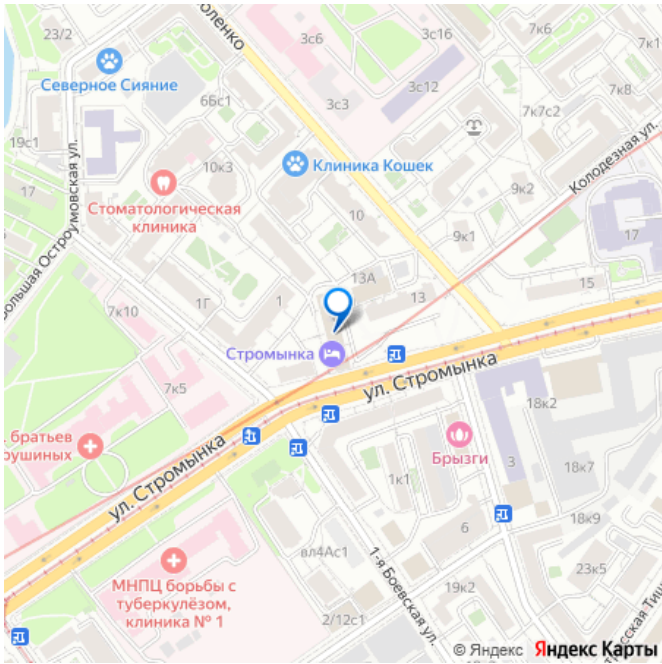 23/2
оленко
3с6
3с16
7к6
Северное Сияние
66с1
3с3
3с12
7к8
7к7с2
19с1
10к3
Клиника Кошек
Колодезная ул.
17
Стоматологическая
клиника
9к2
Большая Остроумовская ул.
10
9к1
17
13А
15
7к10
1Г
1
13
Стромынка
7к5
ул. Стромынка
18к2
. братьев
рушиных
ул. Стромынка
Брызги
3
18к7
1к1
6
18к9
вл4Ас1
23к5
МНПЦ борьбы с
туберкулёзом,
клиника № 1
1-я Боевская ул.
19к2
2/12с1
© Яндекс Яндекс Карты